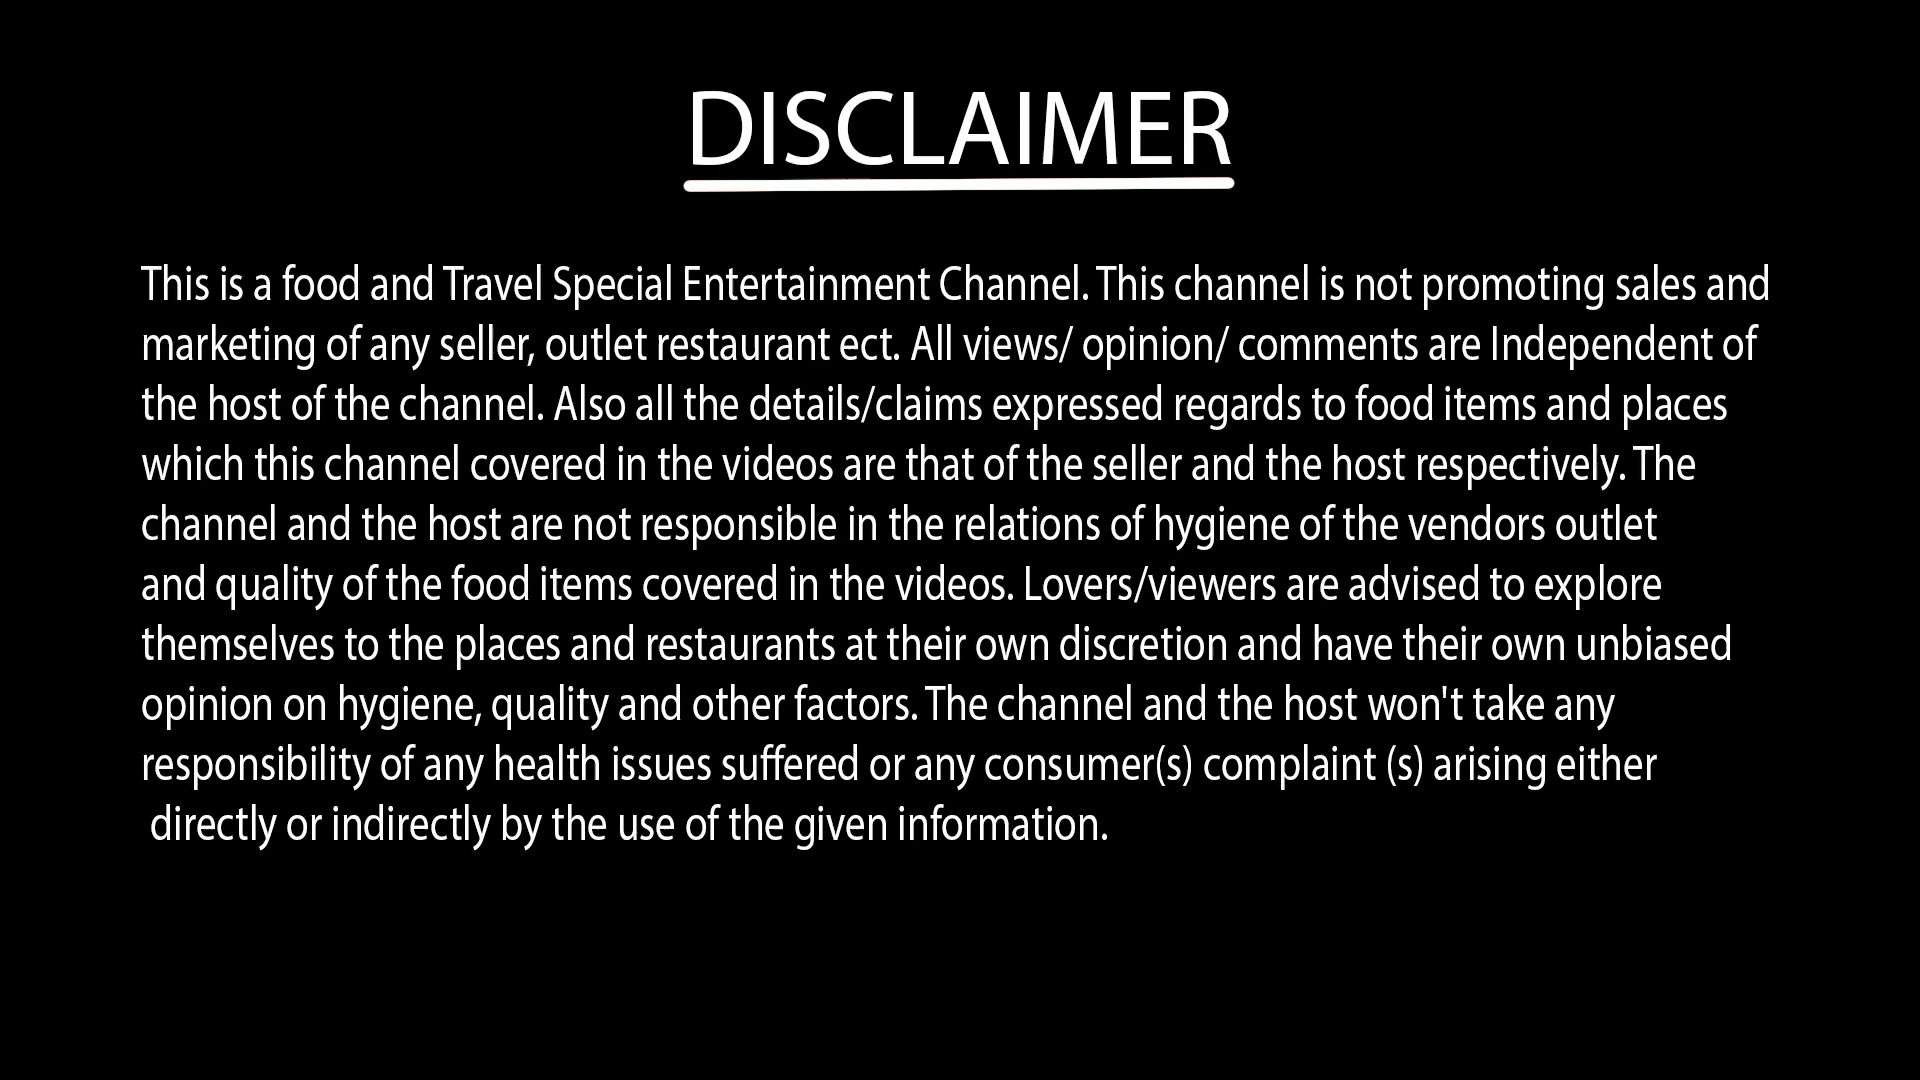 DISCLAIMER
This is a food and Travel Special Entertainment Channel. This channel is not promoting sales and
marketing of any seller, outlet restaurant ect. All views/ opinion/ comments are Independent of
the host of the channel. Also all the details/claims expressed regards to food items and places
which this channel covered in the videos are that of the seller and the host respectively. The
channel and the host are not responsible in the relations of hygiene of the vendors outlet
and quality of the food items covered in the videos. Lovers/viewers are advised to explore
themselves to the places and restaurants at their own discretion and have their own unbiased
opinion on hygiene, quality and other factors. The channel and the host won't take any
responsibility of any health issues suffered or any consumer(s) complaint (s) arising either
directly or indirectly by the use of the given information.